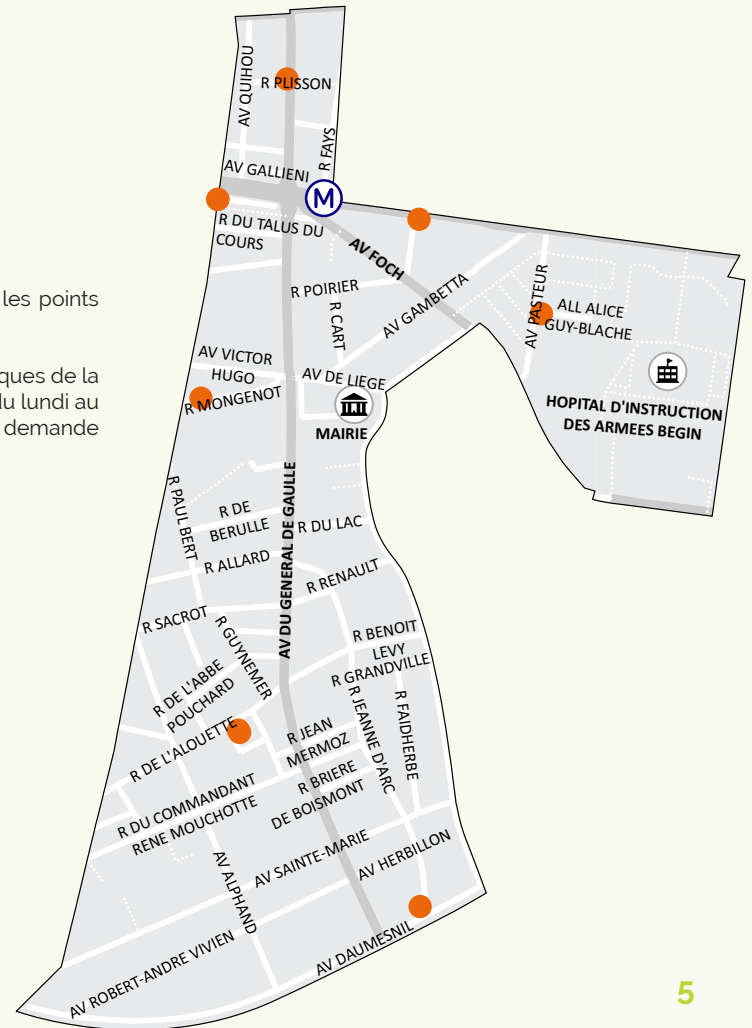 les points
ques de la
du lundi au
demande
AV QUIHOU
R PLISSON
R FAYS
AV GALLIENI
M
R DU TALUS DU
COURS
AV FOCH
R POIRIER
R CART
AV GAMBETTA
AV PASTEUR
ALL ALICE
GUY-BLACHE
AV VICTOR
HUGO
R MONGENOT
AV DE LIEGE
MAIRIE
HOPITAL D'INSTRUCTION
DES ARMEES BEGIN
R PAUL BERT
R DE
BERULLE
R DU LAC
AV DU GENERAL DE GAULLE
R ALLARD
R RENAULT
R SACROT
R GUYNEMER
R BENOIT
LEVY
R GRANDVILLE
R DE L'ABBE
POUCHARD
R JEANNE D'ARC
R FAIDHERBE
R DE L'ALOUETTE
R JEAN
MERMOZ
R BRIERE
DE BOISMONT
R DU COMMANDANT
RENE MOUCHOTTE
AV SAINTE-MARIE
AV HERBILLON
AV ALPHAND
AV DAUMESNIL
AV ROBERT-ANDRE VIVIEN
5